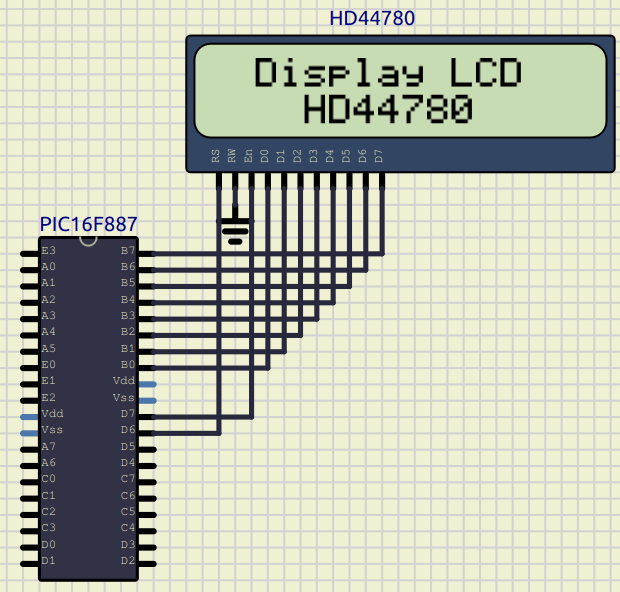 HD44780
Display LCD
HD44780
RS RW En D0 D1 D2 D3 D4 D5 D6 D7
PIC16F887
E3 B7
A0 B6
A1 B5
A2 B4
A3 B3
A4 B2
A5 B1
E0 B0
E1 Vdd
E2 Vss
Vdd D7
Vss D6
A7 D5
A6 D4
C0 C7
C1 C6
C2 C5
C3 C4
D0 D3
D1 D2